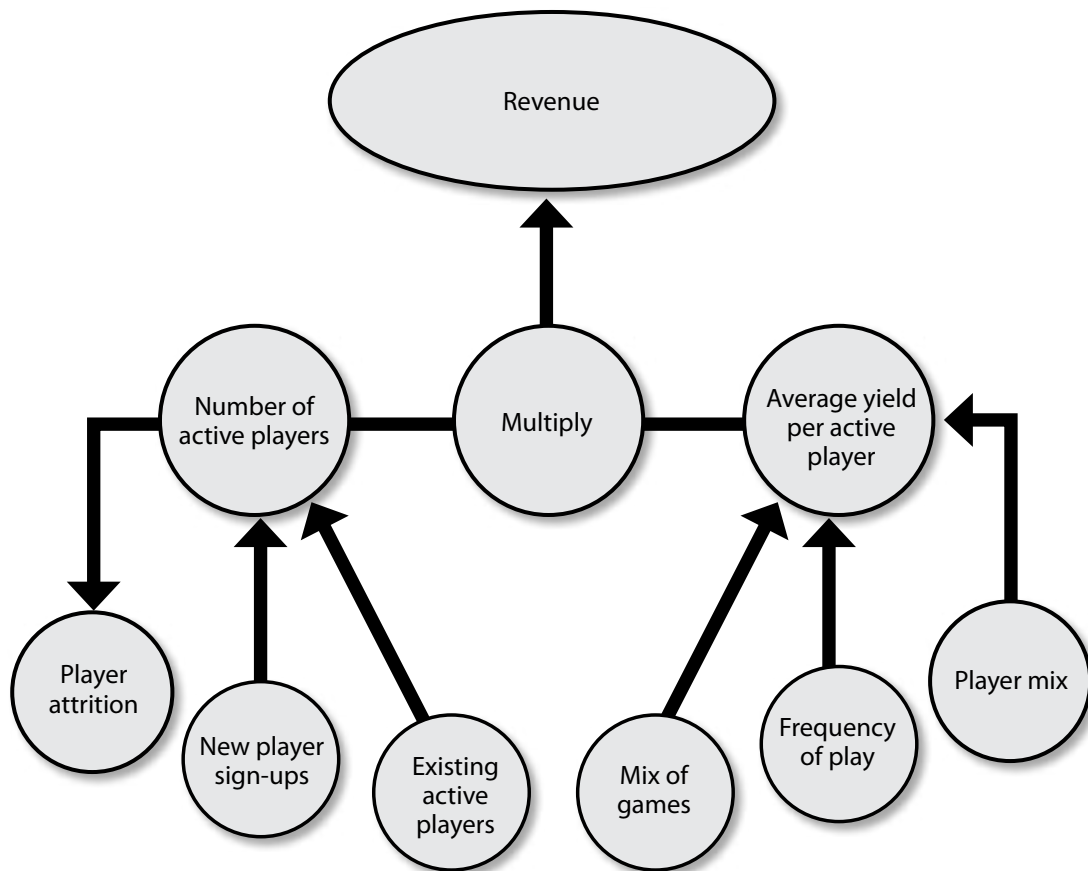 Revenue
Number of
active players
Multiply
Average yield
per active
player
Player
attrition
New player
sign-ups
Existing
active
players
Mix of
games
Frequency
of play
Player mix